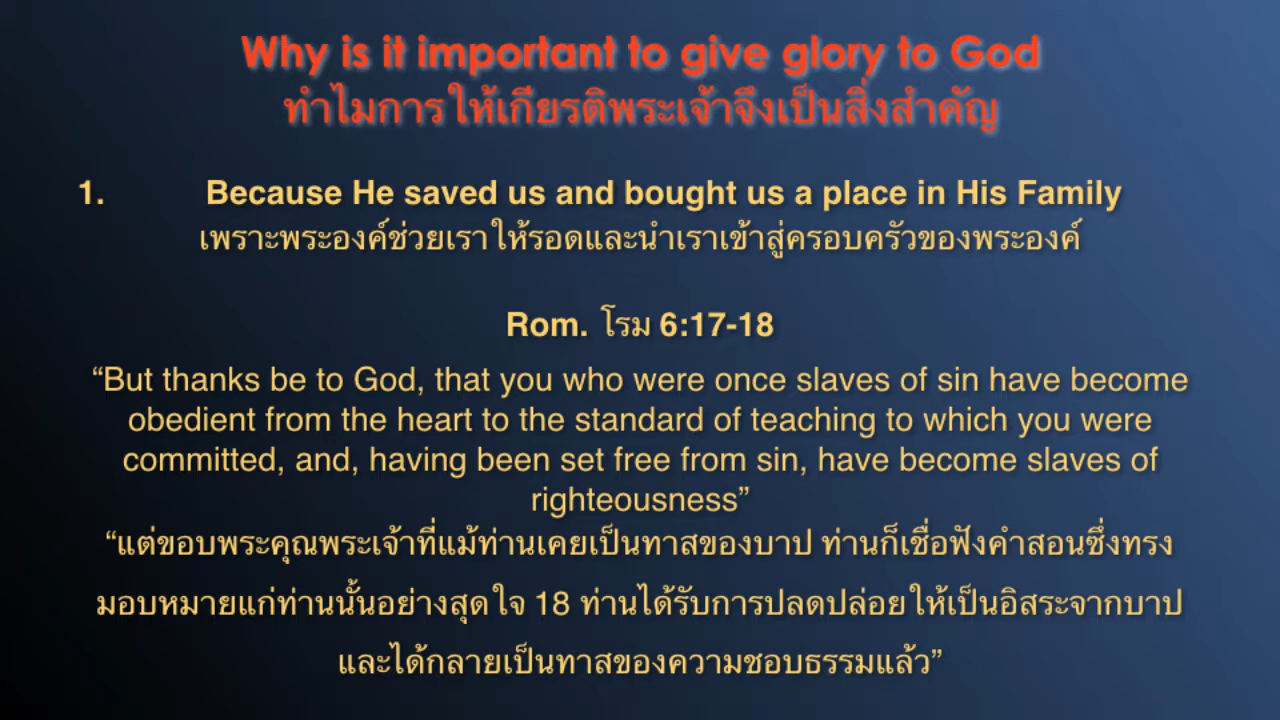 Why is it important to give glory to God
ทำไมการให้เกียรติพระเจ้าจึงเป็นสิ่งสำคัญ
1. Because He saved us and bought us a place in His Family
เพราะพระองค์ช่วยเราให้รอดและนำเราเข้าสู่ครอบครัวของพระองค์
Rom. โรม 6:17-18
“But thanks be to God, that you who were once slaves of sin have become
obedient from the heart to the standard of teaching to which you were
committed, and, having been set free from sin, have become slaves of
righteousness”
“แต่ขอบพระคุณพระเจ้าที่แม้ท่านเคยเป็นทาสของบาป ท่านก็เชื่อฟังคำสอนซึ่งทรง
มอบหมายแก่ท่านนั้นอย่างสุดใจ 18 ท่านได้รับการปลดปล่อยให้เป็นอิสระจากบาป
และได้กลายเป็นทาสของความชอบธรรมแล้ว”